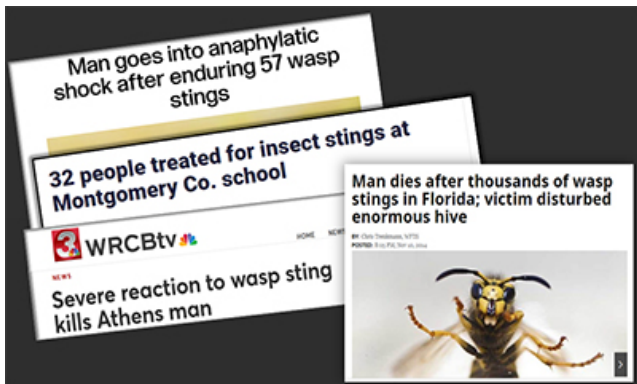 Man goes into anaphylatic
shock after enduring 57 wasp
stings
32 people treated for insect stings at
Montgomery Co. school
3 WRCBtv
HOME NEWS
NEWS
Severe reaction to wasp sting
kills Athens man
Man dies after thousands of wasp
stings in Florida; victim disturbed
enormous hive
BY:
POSTED: